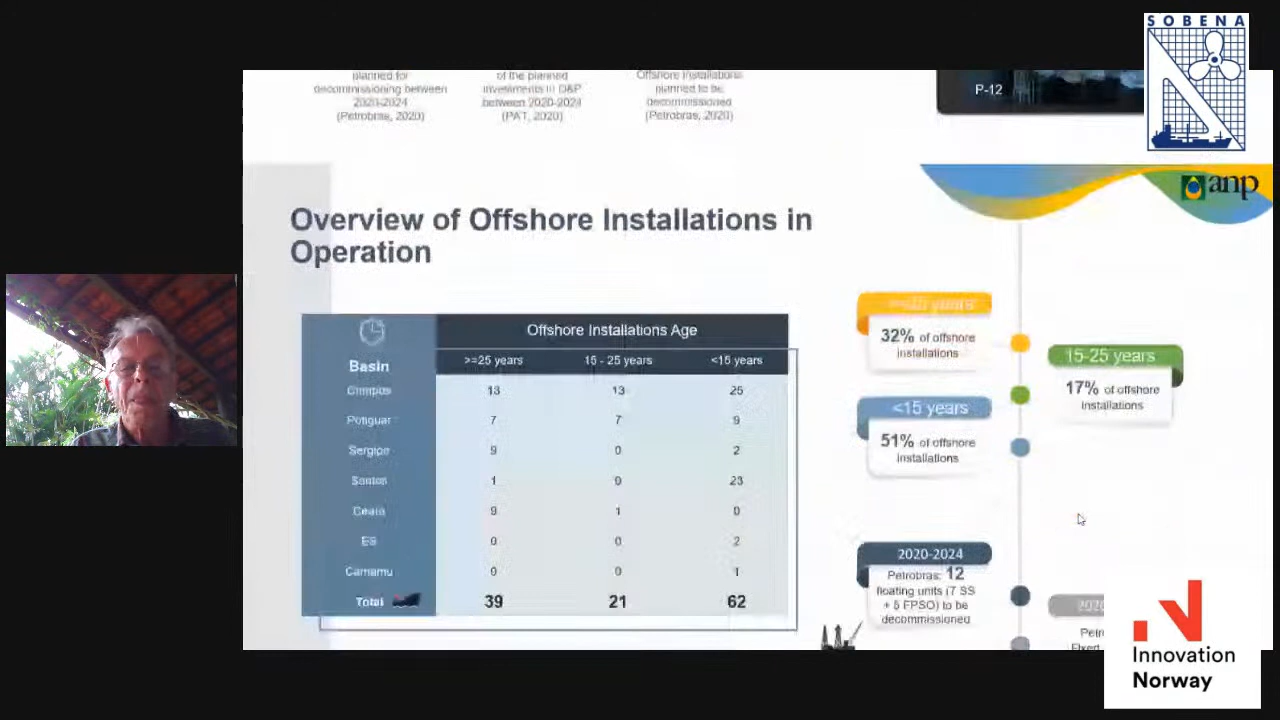 SOBENA
planned for
decommissioning between
2020-2024
(Petrobras, 2020)
of the planned
investments in D&P
between 2020-2024
(PAT, 2020)
Offshore Installations
planned to be
decommissioned
(Petrobras, 2020)
P-12
anp
Overview of Offshore Installations in
Operation
Basin
Offshore Installations Age
>=25 years 15 - 25 years <15 years
Campos 13 13 25
Potiguar 7 7 9
Sergipe 9 0 2
Santos 1 0 23
Ceara 9 1 0
ES 0 0 2
Camamu 0 0 1
Total 39 21 62
>=25 years
32% of offshore
installations
15-25 years
17% of offshore
installations
<15 years
51% of offshore
installations
2020-2024
Petrobras: 12
floating units (7 SS
+ 5 FPSO) to be
decommissioned
Innovation
Norway